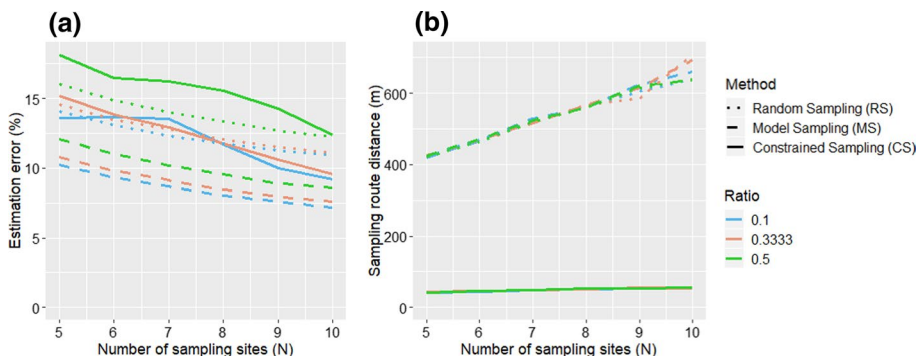 (a)
Estimation error (%)
15
10
5
0
5 6 7 8 9 10
Number of sampling sites (N)
(b)
Sampling route distance (m)
600
400
200
0
5 6 7 8 9 10
Number of sampling sites (N)
Method
Random Sampling (RS)
Model Sampling (MS)
Constrained Sampling (CS)
Ratio
0.1
0.3333
0.5